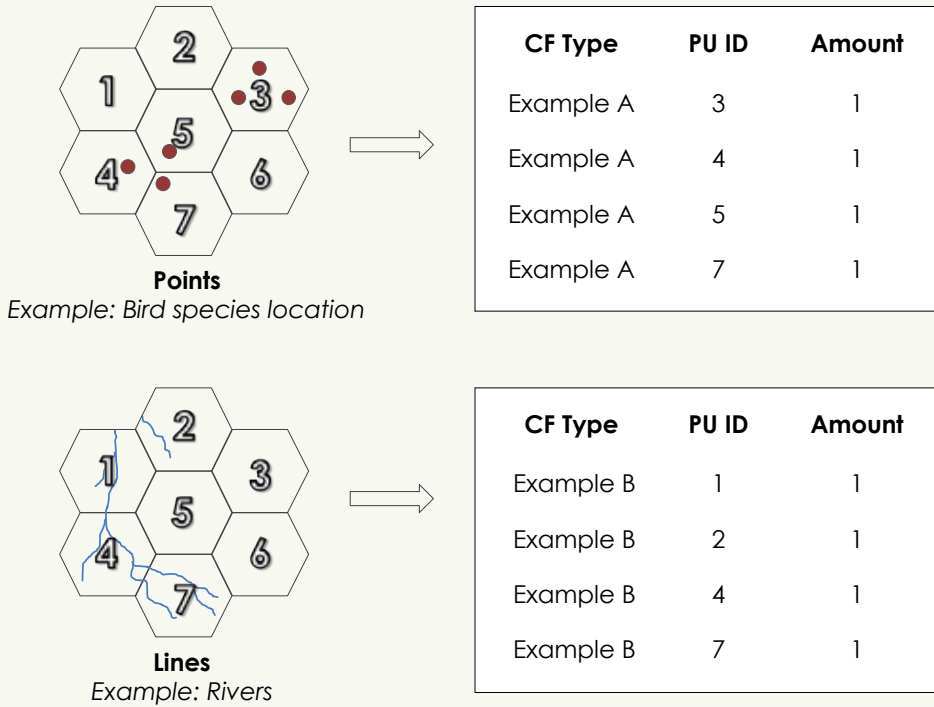 2
1
3
5
4
6
7
Points
Example: Bird species location
CF Type PU ID Amount
Example A 3 1
Example A 4 1
Example A 5 1
Example A 7 1
2
1
3
5
4
6
7
Lines
Example: Rivers
CF Type PU ID Amount
Example B 1 1
Example B 2 1
Example B 4 1
Example B 7 1